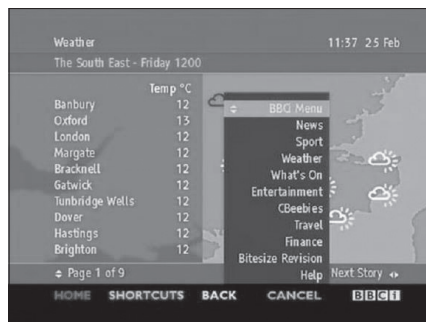 Weather 11:37 25 Feb
The South East - Friday 1200
Temp °C
Banbury 12
Oxford 13
London 12
Margate 12
Bracknell 12
Gatwick 12
Tunbridge Wells 12
Dover 12
Hastings 12
Brighton 12
BBCi Menu
News
Sport
Weather
What's On
Entertainment
CBeebies
Travel
Finance
Bitesize Revision
Help
Page 1 of 9 Next Story
HOME SHORTCUTS BACK CANCEL BBCi